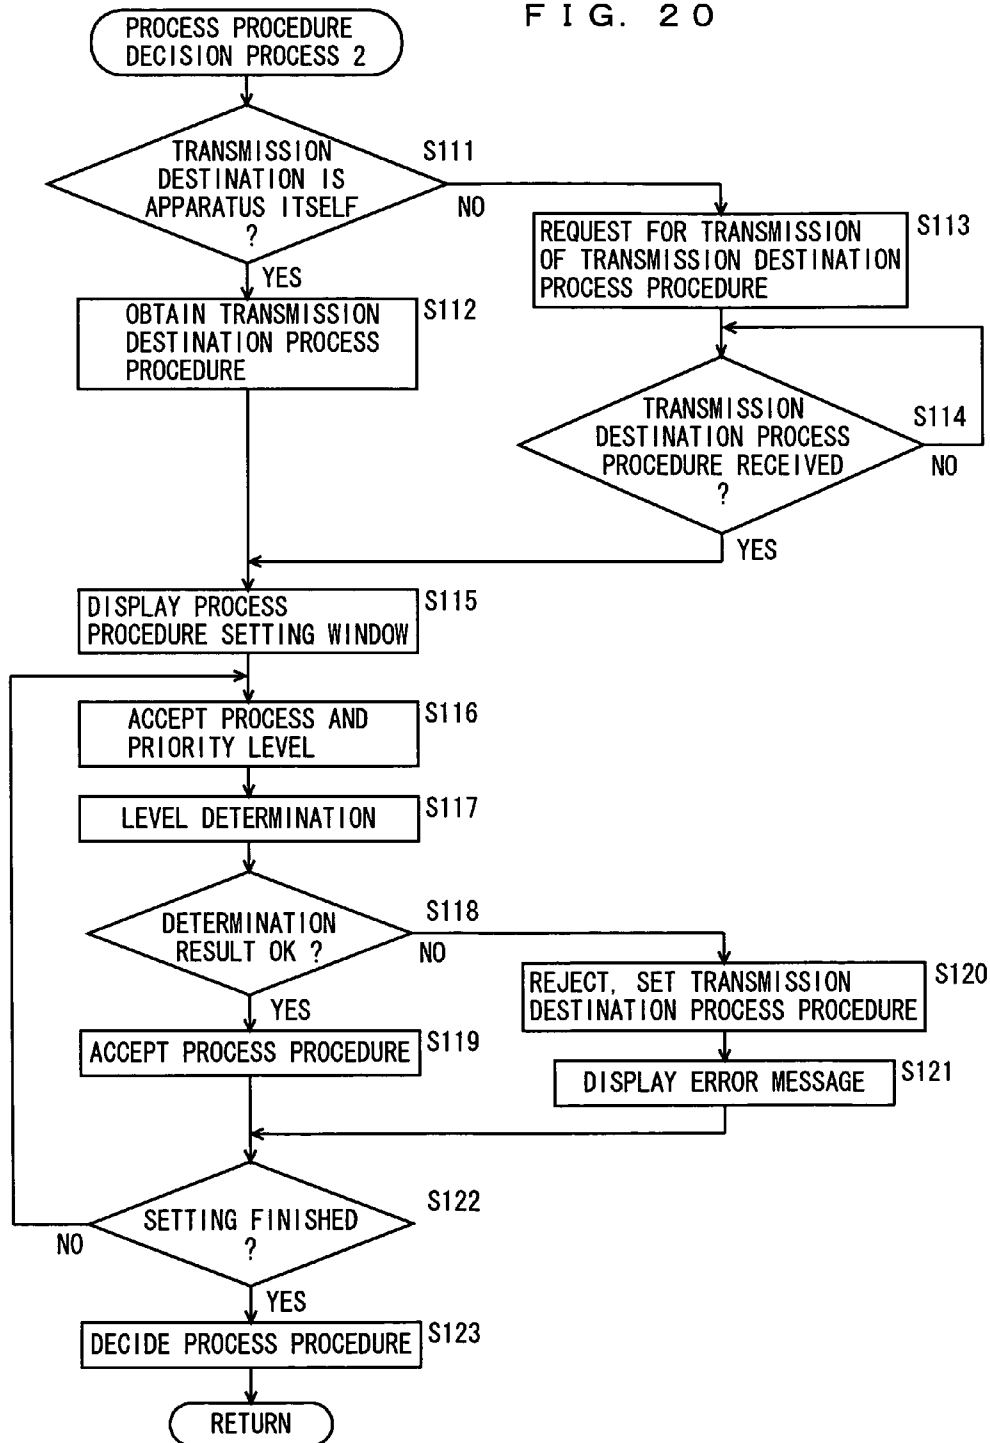 FIG. 20
PROCESS PROCEDURE
DECISION PROCESS 2
TRANSMISSION
DESTINATION IS
APPARATUS ITSELF
?
S111
NO
YES
OBTAIN TRANSMISSION
DESTINATION PROCESS
PROCEDURE
S112
REQUEST FOR TRANSMISSION
OF TRANSMISSION DESTINATION
PROCESS PROCEDURE
S113
TRANSMISSION
DESTINATION PROCESS
PROCEDURE RECEIVED
?
S114
NO
YES
DISPLAY PROCESS
PROCEDURE SETTING WINDOW
S115
ACCEPT PROCESS AND
PRIORITY LEVEL
S116
LEVEL DETERMINATION
S117
DETERMINATION
RESULT OK ?
S118
NO
YES
ACCEPT PROCESS PROCEDURE
S119
REJECT, SET TRANSMISSION
DESTINATION PROCESS PROCEDURE
S120
DISPLAY ERROR MESSAGE
S121
SETTING FINISHED
?
S122
NO
YES
DECIDE PROCESS PROCEDURE
S123
RETURN